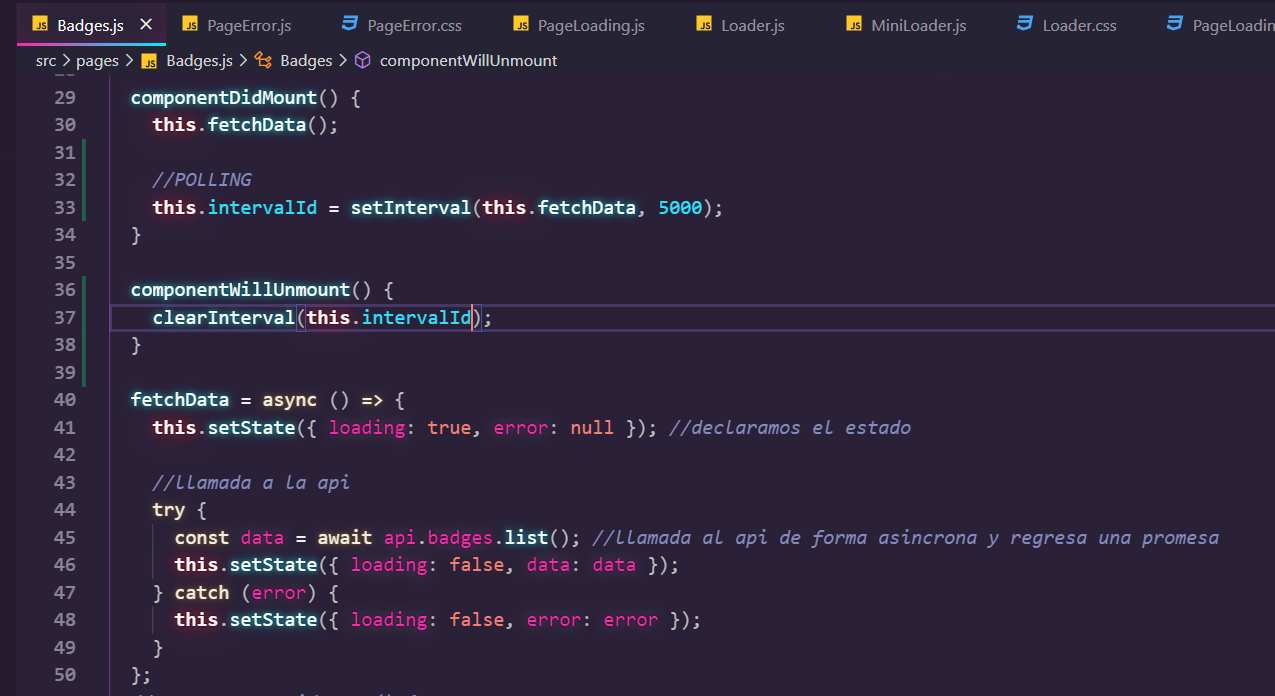 Badges.js PageError.js PageError.css PageLoading.js Loader.js MiniLoader.js Loader.css PageLoadin
src > pages > Badges.js > Badges > componentWillUnmount
29 componentDidMount() {
30 this.fetchData();
31
32 //POLLING
33 this.intervalId = setInterval(this.fetchData, 5000);
34 }
35
36 componentWillUnmount() {
37 clearInterval(this.intervalId);
38 }
39
40 fetchData = async () => {
41 this.setState({ loading: true, error: null }); //declaramos el estado
42
43 //llamada a la api
44 try {
45 const data = await api.badges.list(); //llamada al api de forma asincrona y regresa una promesa
46 this.setState({ loading: false, data: data });
47 } catch (error) {
48 this.setState({ loading: false, error: error });
49 }
50 };